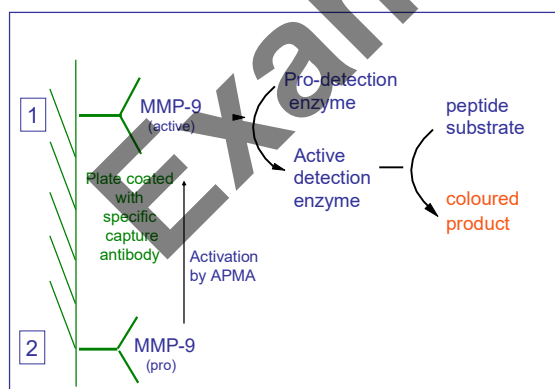 1
MMP-9
(active)
Pro-detection
enzyme
peptide
substrate
Active
detection
enzyme
coloured
product
Plate coated
with
specific
capture
antibody
Activation
by APMA
2
MMP-9
(pro)
Exam